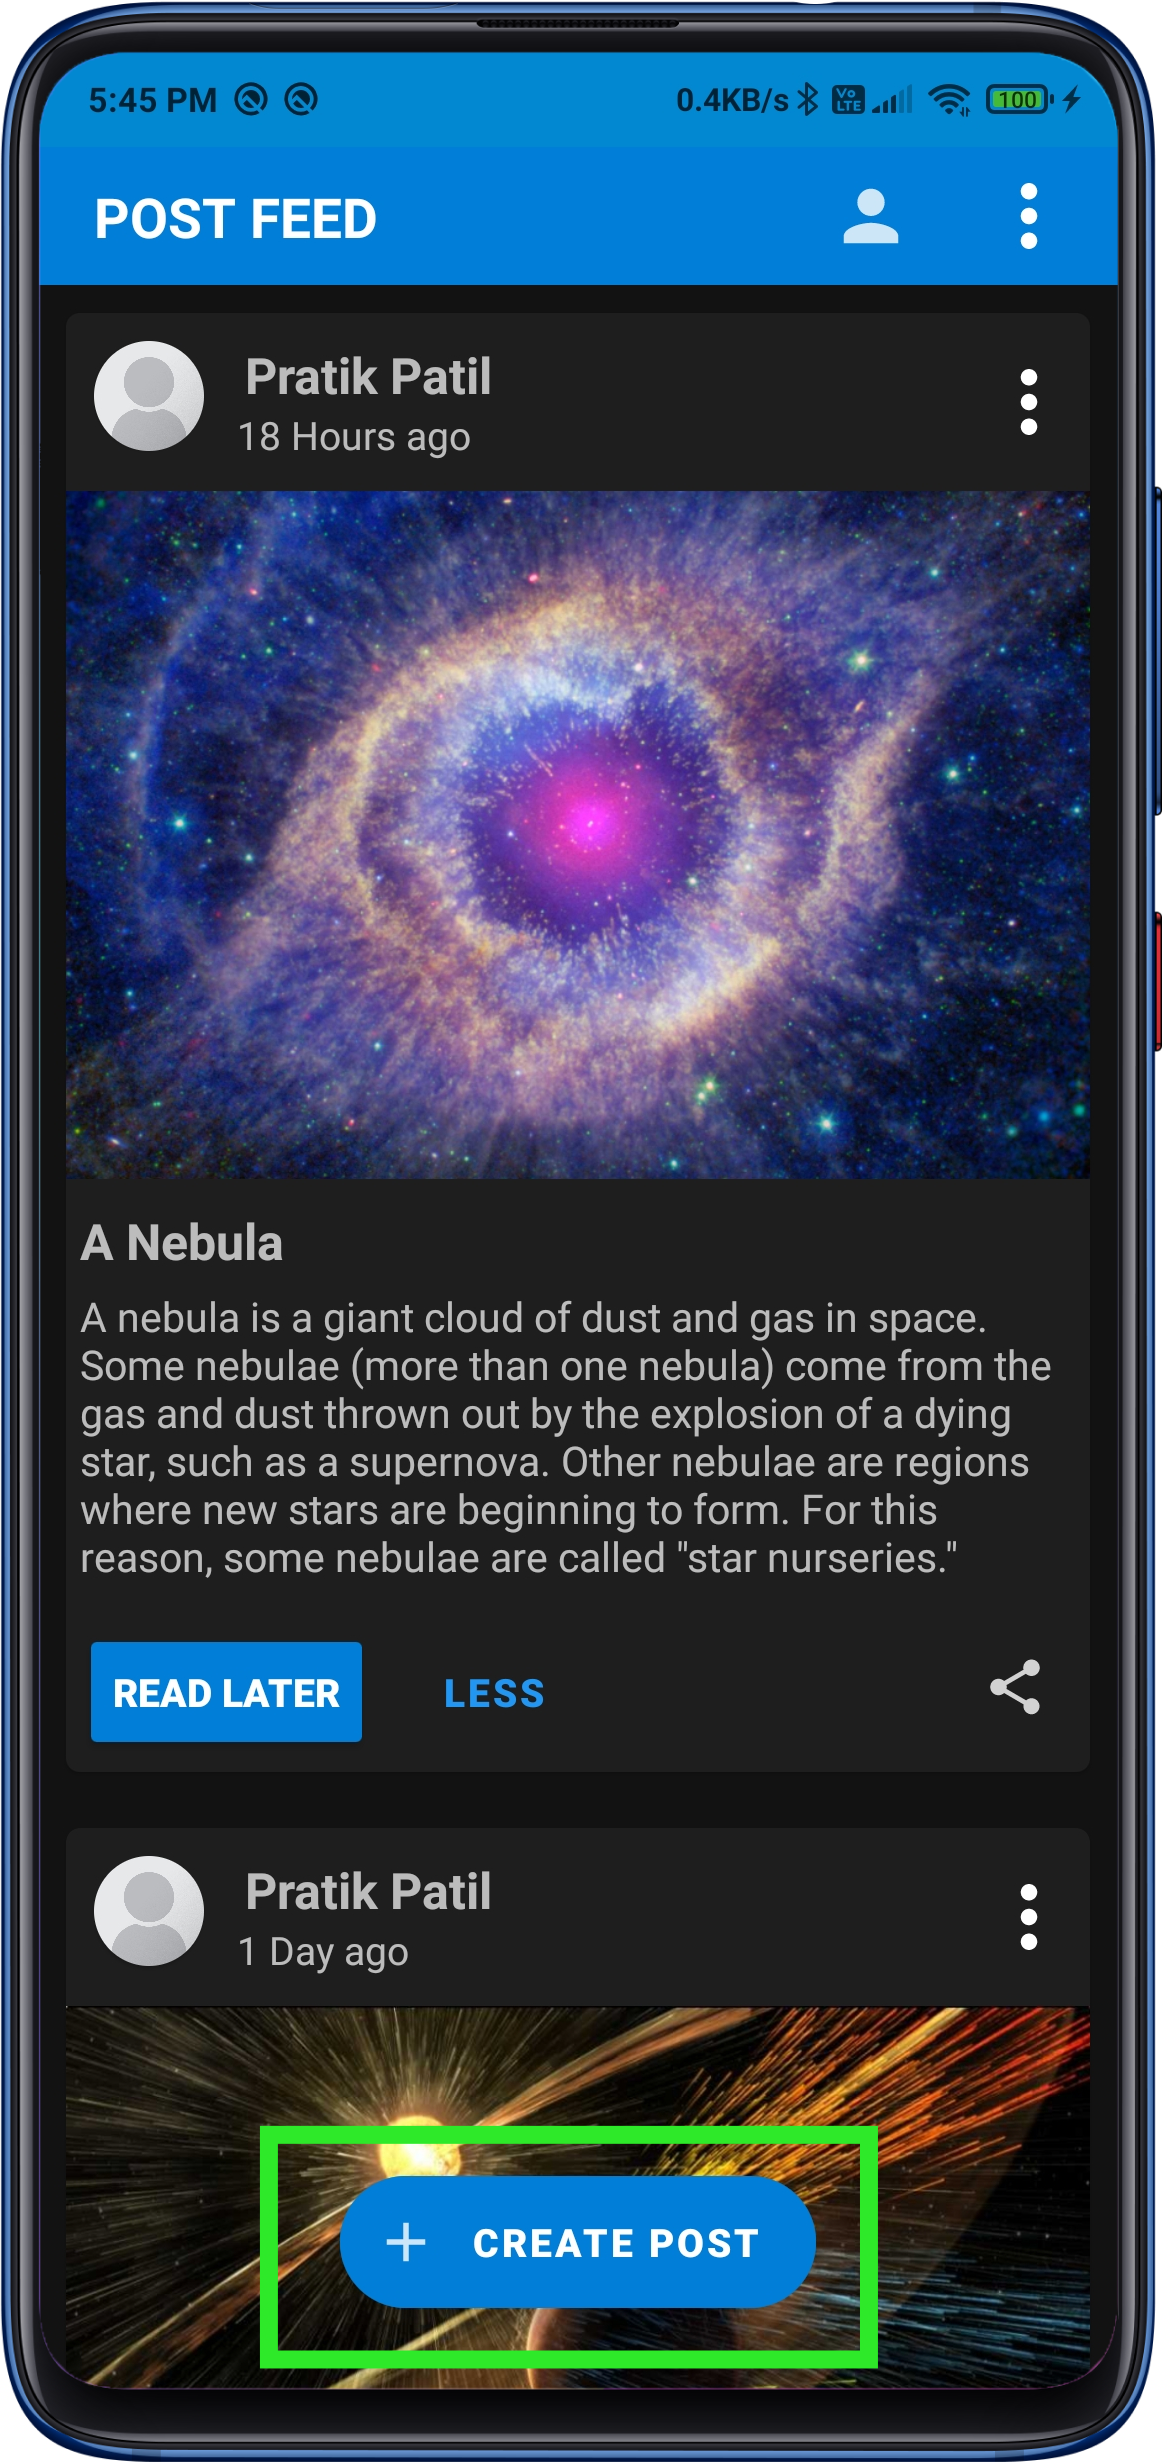 5:45 PM 0.4KB/s Vo LTE 100
POST FEED
Pratik Patil
18 Hours ago
A Nebula
A nebula is a giant cloud of dust and gas in space.
Some nebulae (more than one nebula) come from the
gas and dust thrown out by the explosion of a dying
star, such as a supernova. Other nebulae are regions
where new stars are beginning to form. For this
reason, some nebulae are called "star nurseries."
READ LATER LESS
Pratik Patil
1 Day ago
CREATE POST